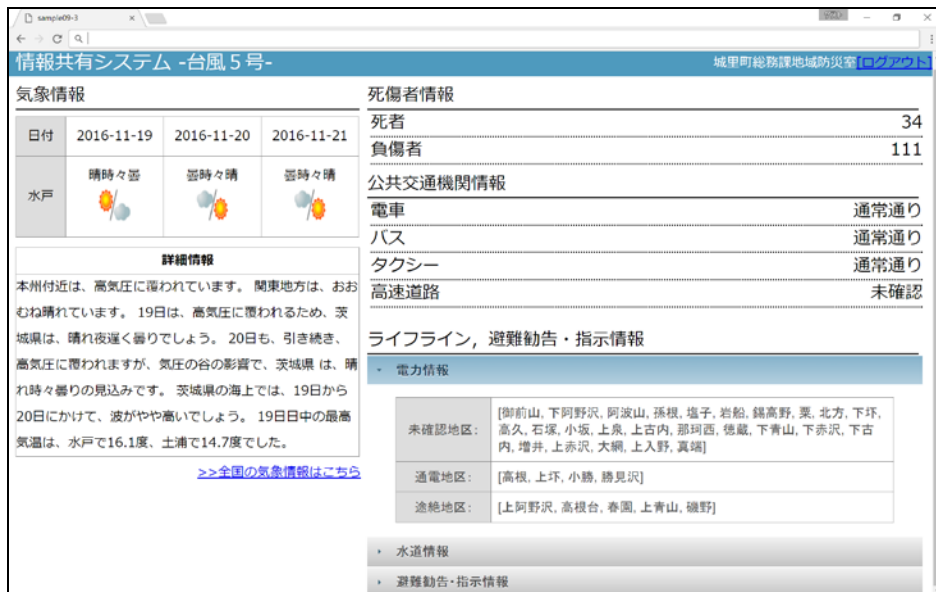 sample09-3
情報共有システム -台風５号-
城里町総務課地域防災室[ログアウト]
気象情報
日付 2016-11-19 2016-11-20 2016-11-21
水戸 晴時々曇 曇時々晴 曇時々晴
詳細情報
本州付近は、高気圧に覆われています。 関東地方は、おお
むね晴れています。 19日は、高気圧に覆われるため、茨
城県は、晴れ夜遅く曇りでしょう。 20日も、引き続き、
高気圧に覆われますが、気圧の谷の影響で、茨城県 は、晴
れ時々曇りの見込みです。 茨城県の海上では、19日から
20日にかけて、波がやや高いでしょう。 19日日中の最高
気温は、水戸で16.1度、土浦で14.7度でした。
>>全国の気象情報はこちら
死傷者情報
死者 34
負傷者 111
公共交通機関情報
電車 通常通り
バス 通常通り
タクシー 通常通り
高速道路 未確認
ライフライン，避難勧告・指示情報
電力情報
未確認地区:
[御前山, 下阿野沢, 阿波山, 孫根, 塩子, 岩船, 錫高野, 粟, 北方, 下圷,
高久, 石塚, 小坂, 上泉, 上古内, 那珂西, 徳蔵, 下青山, 下赤沢, 下古
内, 増井, 上赤沢, 大網, 上入野, 真端]
通電地区: [高根, 上圷, 小勝, 勝見沢]
途絶地区: [上阿野沢, 高根台, 春園, 上青山, 磯野]
水道情報
避難勧告・指示情報